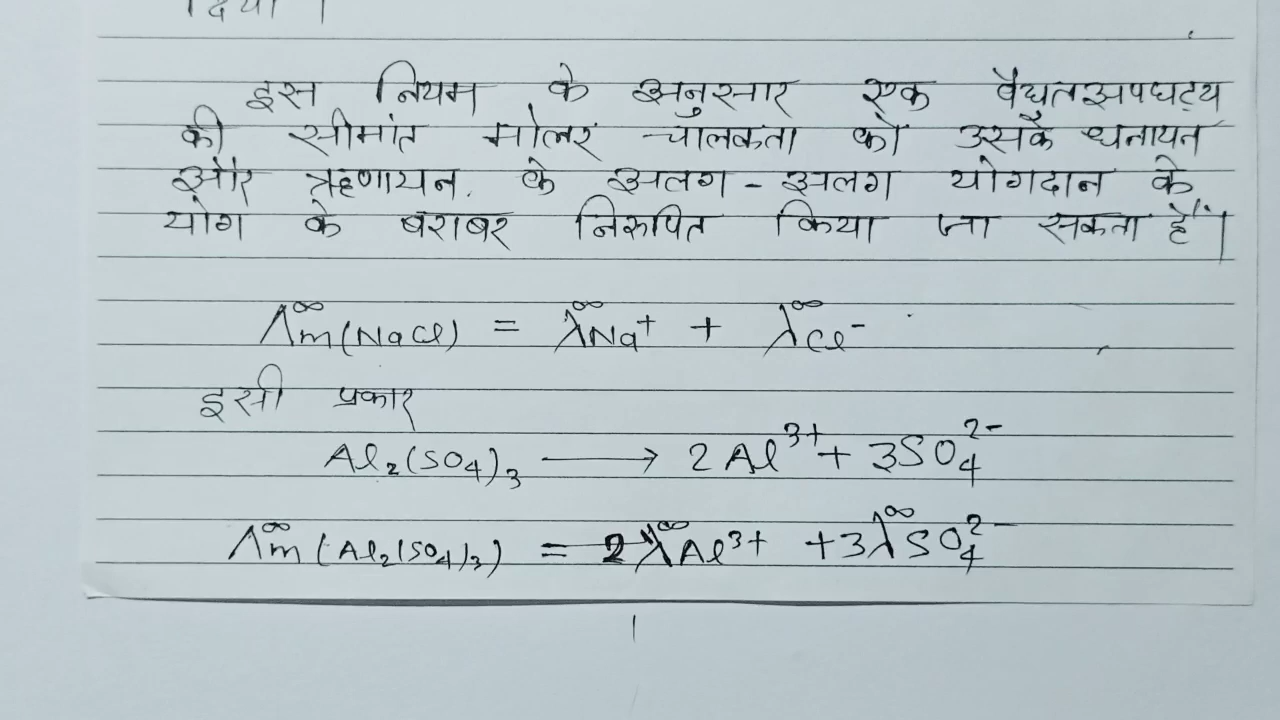 दिया ।
इस नियम के अनुसार एक वैद्यतअपघट्य
की सीमांत मोलर चालकता को उसके धनायन
और ऋणायन के अलग - अलग योगदान के
योग के बराबर निरुपित किया जा सकता हैं।
Λ∞m(NaCl) = λ∞Na⁺ + λ∞Cl⁻
इसी प्रकार
Al₂(SO₄)₃ ⟶ 2Al³⁺ + 3SO₄²⁻
Λ∞m(Al₂(SO₄)₃) = 2λ∞Al³⁺ + 3λ∞SO₄²⁻